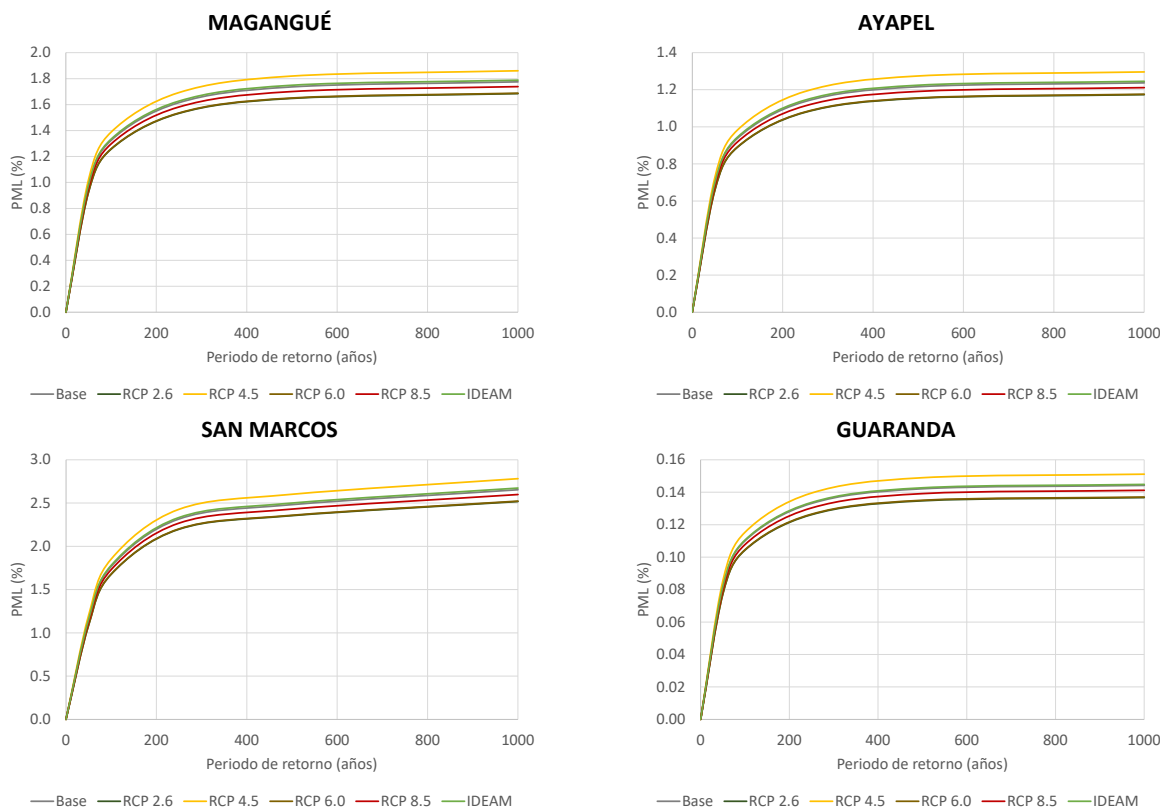 MAGANGUÉ
2.0
1.8
1.6
1.4
1.2
1.0
0.8
0.6
0.4
0.2
0.0
PML (%)
0 200 400 600 800 1000
Periodo de retorno (años)
Base RCP 2.6 RCP 4.5 RCP 6.0 RCP 8.5 IDEAM
AYAPEL
1.4
1.2
1.0
0.8
0.6
0.4
0.2
0.0
PML (%)
0 200 400 600 800 1000
Periodo de retorno (años)
Base RCP 2.6 RCP 4.5 RCP 6.0 RCP 8.5 IDEAM
SAN MARCOS
3.0
2.5
2.0
1.5
1.0
0.5
0.0
PML (%)
0 200 400 600 800 1000
Periodo de retorno (años)
Base RCP 2.6 RCP 4.5 RCP 6.0 RCP 8.5 IDEAM
GUARANDA
0.16
0.14
0.12
0.10
0.08
0.06
0.04
0.02
0.00
PML (%)
0 200 400 600 800 1000
Periodo de retorno (años)
Base RCP 2.6 RCP 4.5 RCP 6.0 RCP 8.5 IDEAM